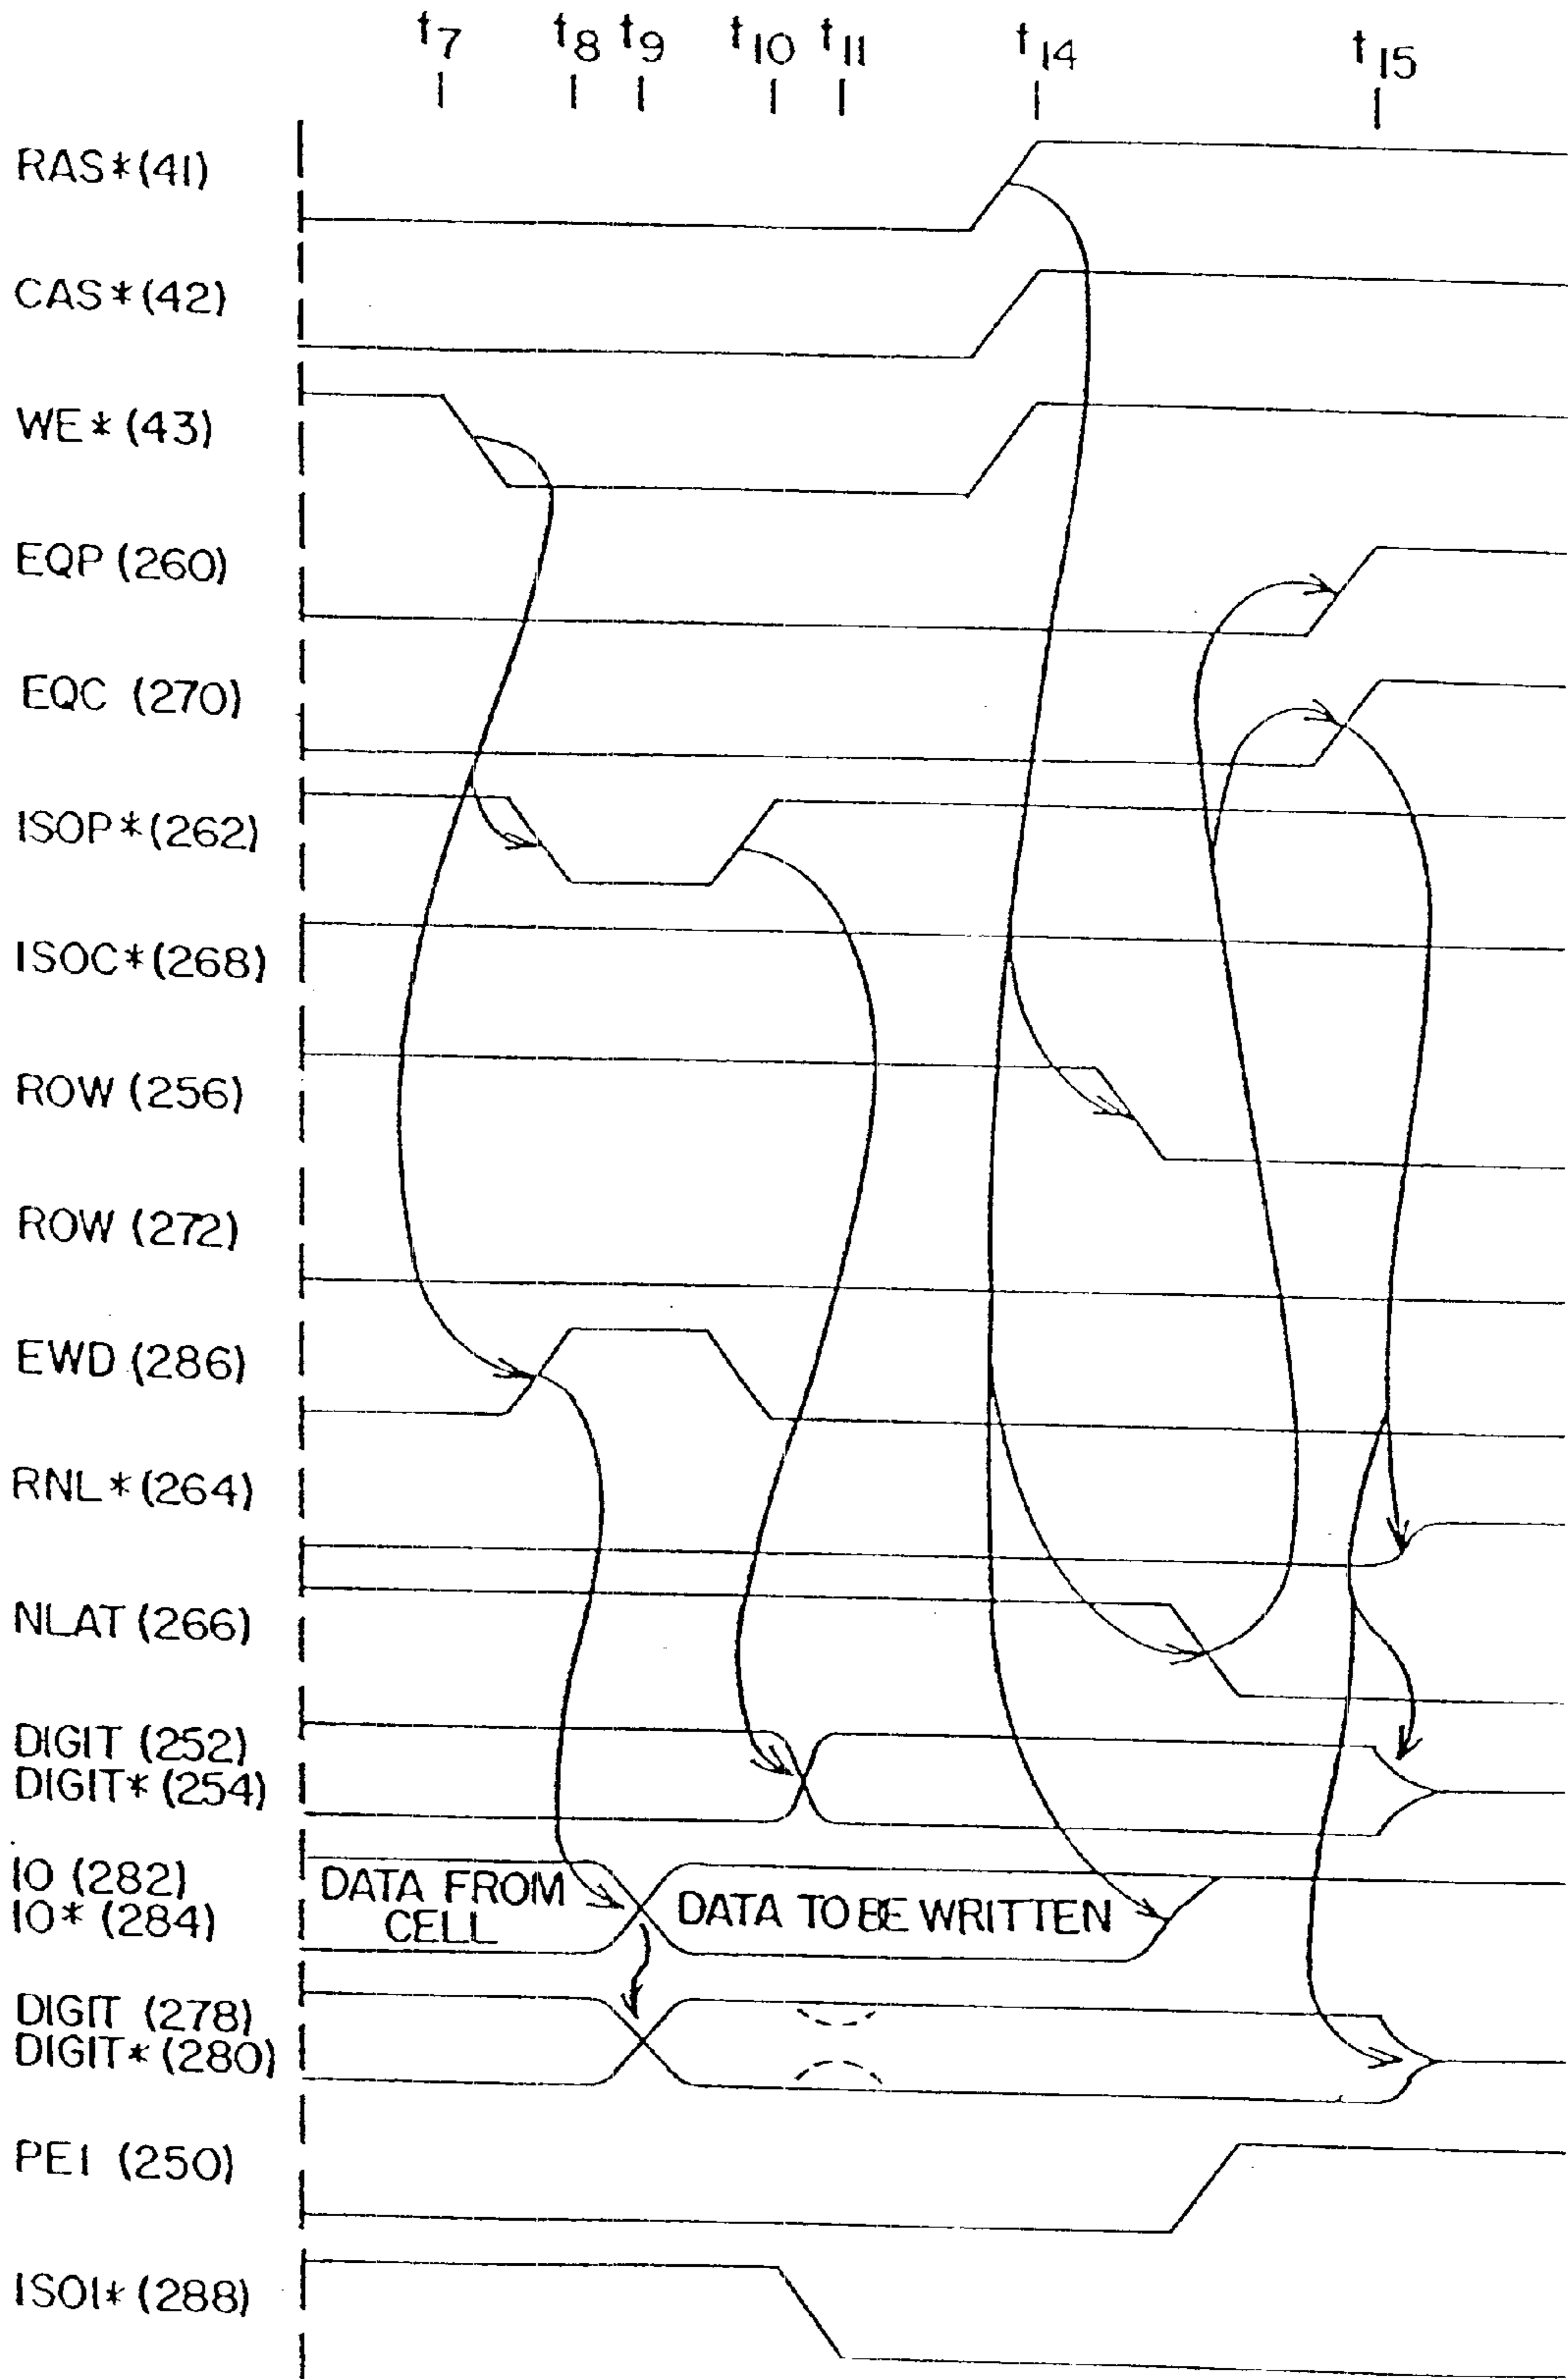 t7 t8 t9 t10 t11 t14 t15
RAS*(41)
CAS*(42)
WE*(43)
EQP(260)
EQC (270)
ISOP*(262)
ISOC*(268)
ROW(256)
ROW(272)
EWD(286)
RNL*(264)
NLAT(266)
DIGIT (252)
DIGIT*(254)
IO (282)
IO* (284)
DATA FROM
CELL
DATA TO BE WRITTEN
DIGIT (278)
DIGIT*(280)
PE1 (250)
ISO1*(288)